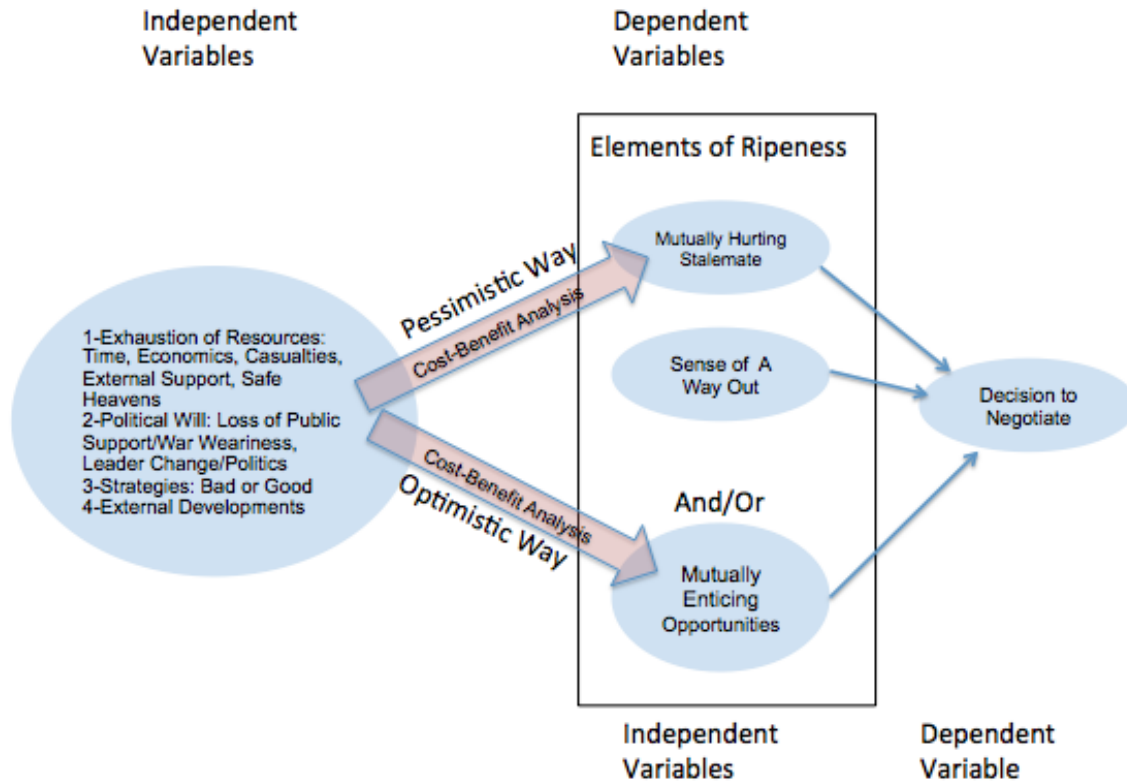 Independent
Variables
Dependent
Variables
Elements of Ripeness
Mutually Hurting
Stalemate
Pessimistic Way
Cost-Benefit Analysis
1-Exhaustion of Resources:
Time, Economics, Casualties,
External Support, Safe
Heavens
2-Political Will: Loss of Public
Support/War Weariness,
Leader Change/Politics
3-Strategies: Bad or Good
4-External Developments
Sense of A
Way Out
Decision to
Negotiate
Cost-Benefit Analysis
Optimistic Way
And/Or
Mutually
Enticing
Opportunities
Independent
Variables
Dependent
Variable